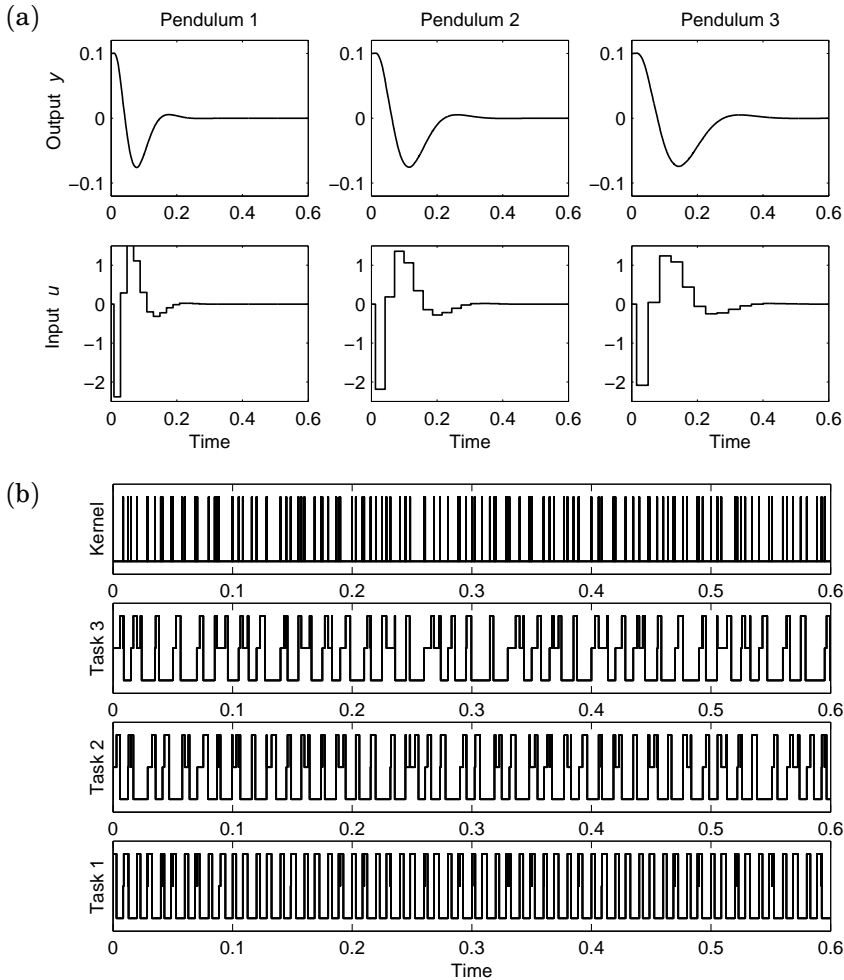 (a)
Pendulum 1 Pendulum 2 Pendulum 3
Output y
0.1 0.1 0.1
0 0 0
−0.1 −0.1 −0.1
0 0.2 0.4 0.6 0 0.2 0.4 0.6 0 0.2 0.4 0.6
Input u
1 1 1
0 0 0
−1 −1 −1
−2 −2 −2
0 0.2 0.4 0.6 0 0.2 0.4 0.6 0 0.2 0.4 0.6
Time Time Time
(b)
Kernel
0 0.1 0.2 0.3 0.4 0.5 0.6
Task 3
0 0.1 0.2 0.3 0.4 0.5 0.6
Task 2
0 0.1 0.2 0.3 0.4 0.5 0.6
Task 1
0 0.1 0.2 0.3 0.4 0.5 0.6
Time